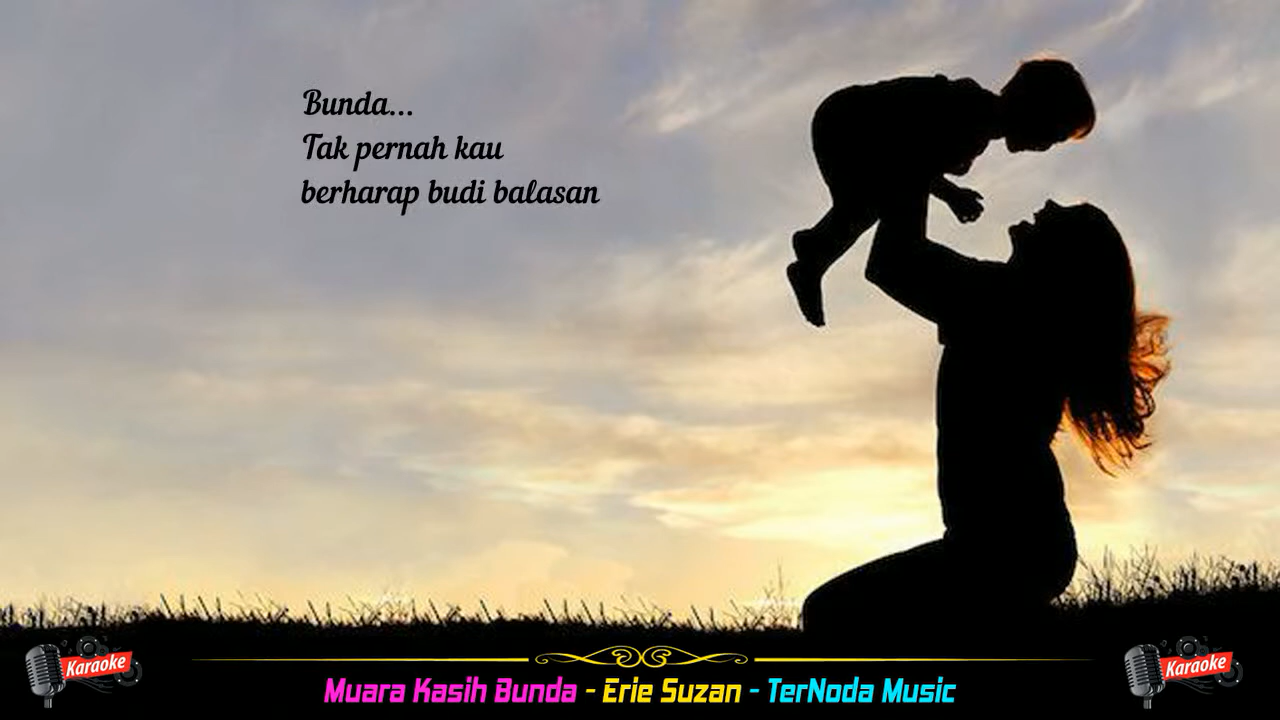 Bunda...
Tak pernah kau
berharap budi balasan
Karaoke
Karaoke
Muara Kasih Bunda - Erie Suzan - TerNoda Music